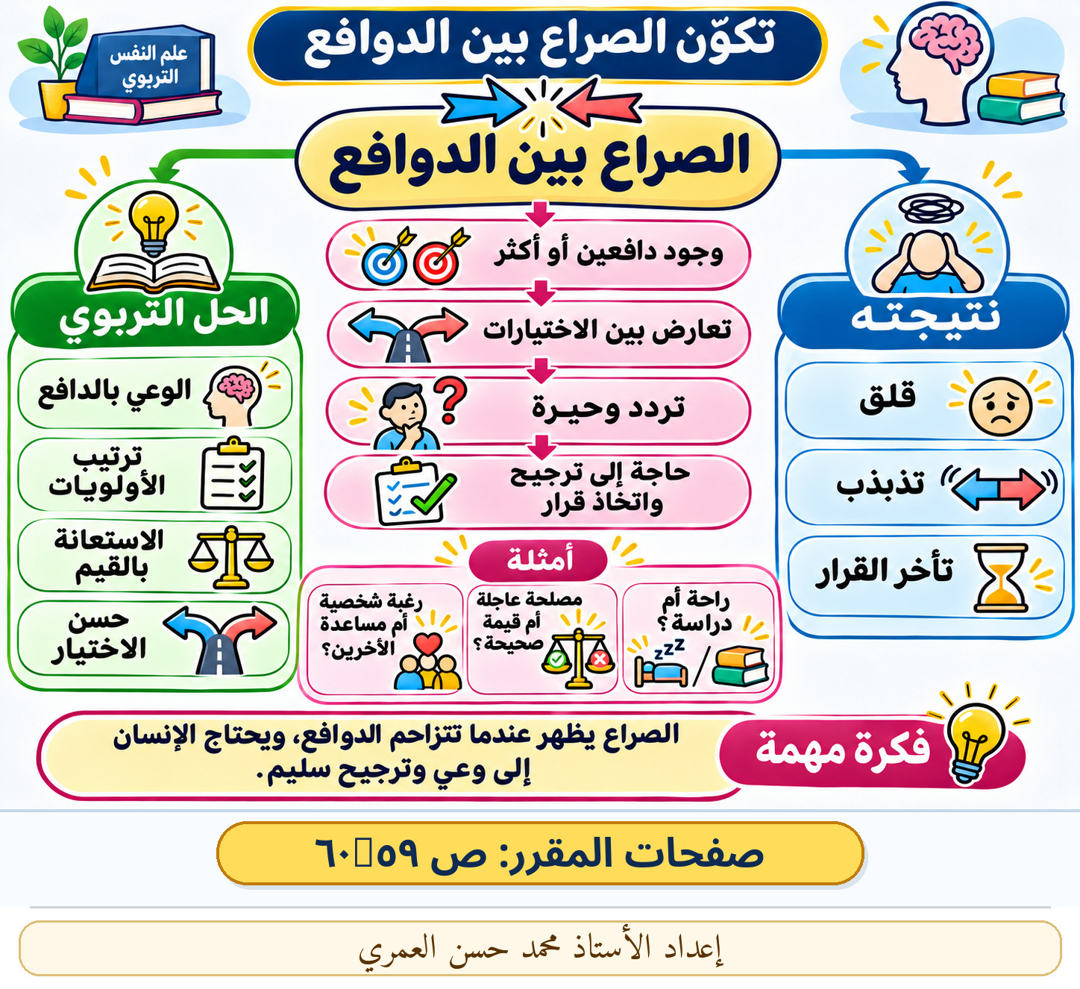 علم النفس
التربوي
تكوّن الصراع بين الدوافع
الصراع بين الدوافع
وجود دافعين أو أكثر
تعارض بين الاختيارات
تردد وحيرة
حاجة إلى ترجيح
واتخاذ قرار
نتيجته
قلق
تذبذب
تأخر القرار
الحل التربوي
الوعي بالدافع
ترتيب
الأولويات
الاستعانة
بالقيم
حسن
الاختيار
أمثلة
راحة أم
دراسة؟
zzz
مصلحة عاجلة
أم قيمة
صحيحة؟
رغبة شخصية
أم مساعدة
الأخرين؟
فكرة مهمة
الصراع يظهر عندما تتزاحم الدوافع، ويحتاج الإنسان
إلى وعي وترجيح سليم.
صفحات المقرر: ص ٥٩▯٦٠
إعداد الأستاذ محمد حسن العمري